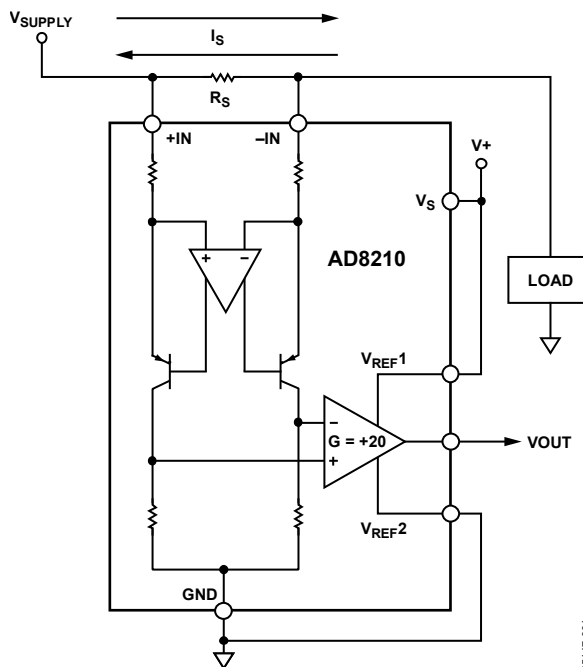 VSUPPLY
IS
RS
+IN
–IN
V+
VS
+ –
AD8210
LOAD
VREF1
–
G = +20
+
VOUT
VREF2
GND